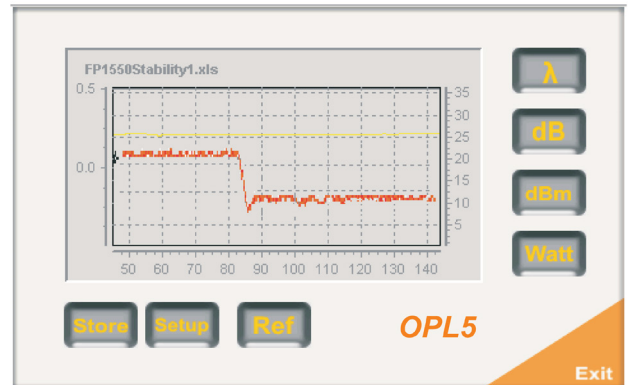 FP1550Stability1.xls
0.5
0.0
35
30
25
20
15
10
5
50 60 70 80 90 100 110 120 130 140
λ
dB
dBm
Watt
Store Setup Ref
OPL5
Exit